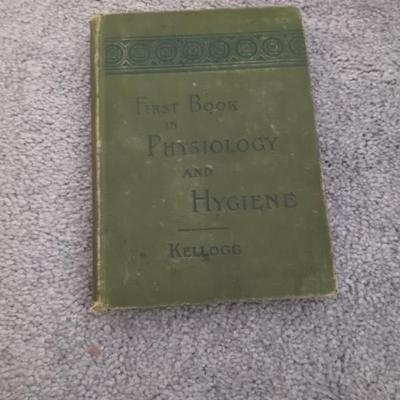 First Book
in
Physiology
and
Hygiene
Kellogg